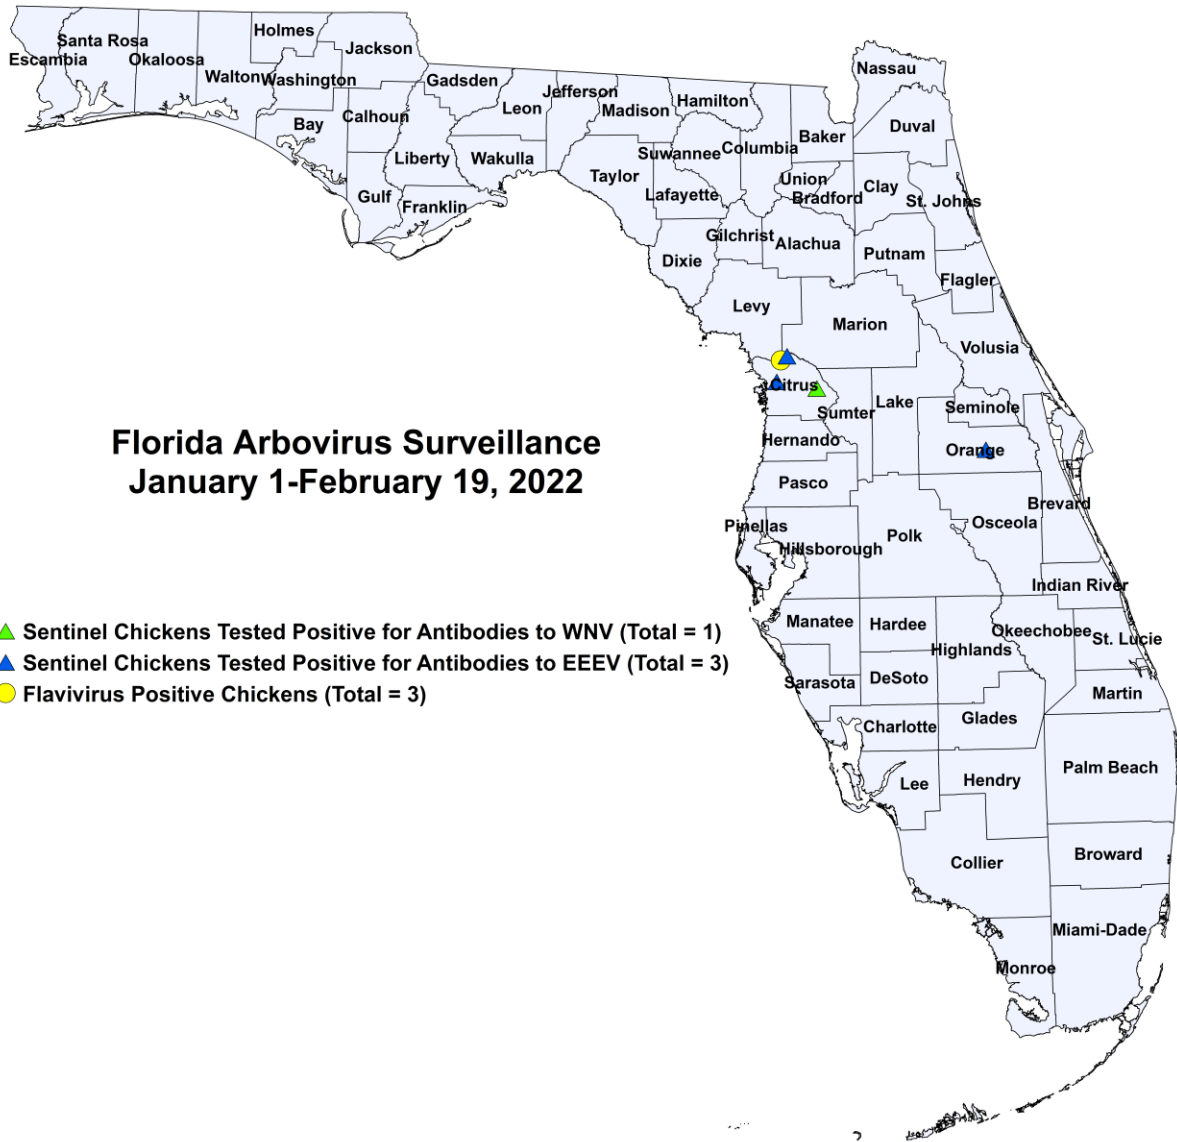 Holmes
Santa Rosa
Jackson
Escambia
Okaloosa
Walton
Washington
Gadsden
Nassau
Jefferson
Leon
Madison
Hamilton
Calhoun
Bay
Duval
Baker
Columbia
Suwannee
Liberty
Wakulla
Taylor
Union
Clay
Lafayette
Bradford
St. Johns
Gulf
Franklin
Gilchrist
Alachua
Putnam
Dixie
Flagler
Levy
Marion
Volusia
Citrus
Lake
Sumter
Seminole
Hernando
Orange
Florida Arbovirus Surveillance
January 1-February 19, 2022
Pasco
Brevard
Pinellas
Osceola
Polk
Hillsborough
Indian River
Manatee
Hardee
Okeechobee
St. Lucie
Highlands
Sentinel Chickens Tested Positive for Antibodies to WNV (Total = 1)
Sentinel Chickens Tested Positive for Antibodies to EEEV (Total = 3)
Flavivirus Positive Chickens (Total = 3)
Sarasota
DeSoto
Martin
Charlotte
Glades
Palm Beach
Lee
Hendry
Collier
Broward
Miami-Dade
Monroe